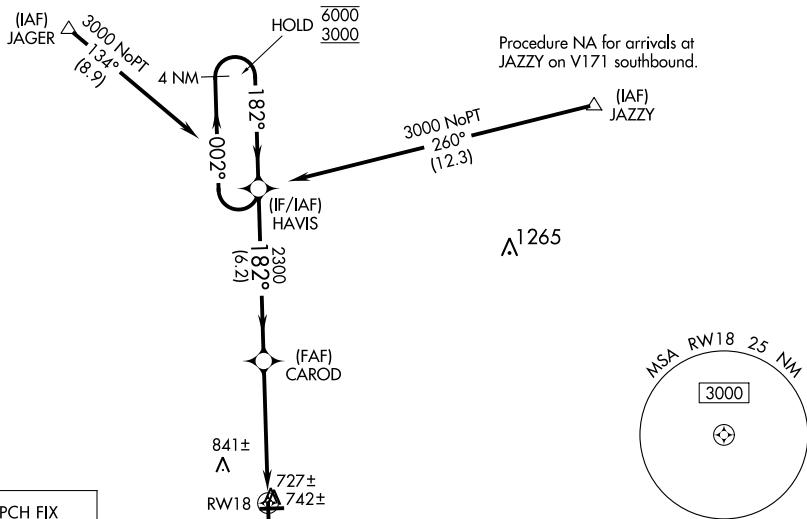 (IAF)
JAGER
3000 NoPT
134°
(8.9)
HOLD
6000
3000
4 NM
182°
002°
Procedure NA for arrivals at
JAZZY on V171 southbound.
(IAF)
JAZZY
3000 NoPT
260°
(12.3)
(IF/IAF)
HAVIS
1265
2300
182°
(6.2)
(FAF)
CAROD
MSA RW18 25 NM
3000
841±
727±
742±
RW18
PCH FIX